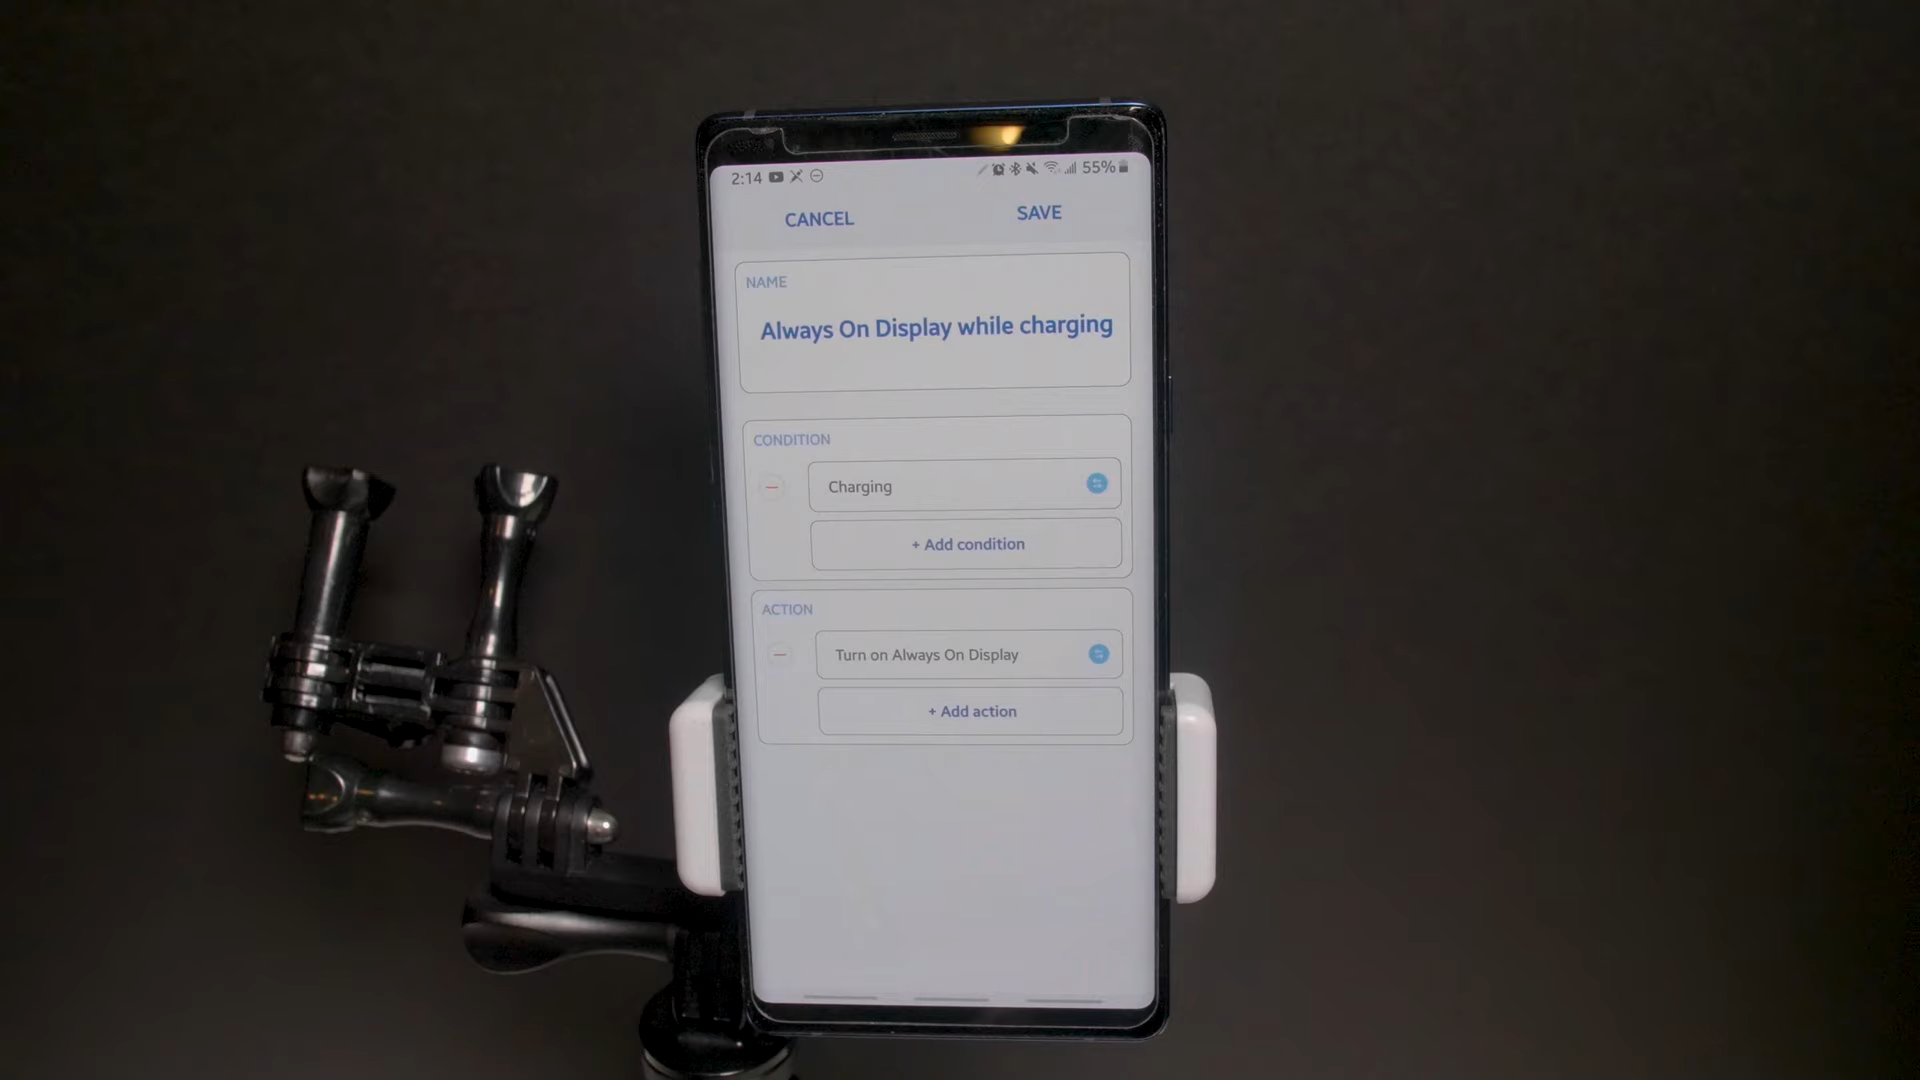 2:14 55%
CANCEL SAVE
NAME
Always On Display while charging
CONDITION
Charging
+ Add condition
ACTION
Turn on Always On Display
+ Add action